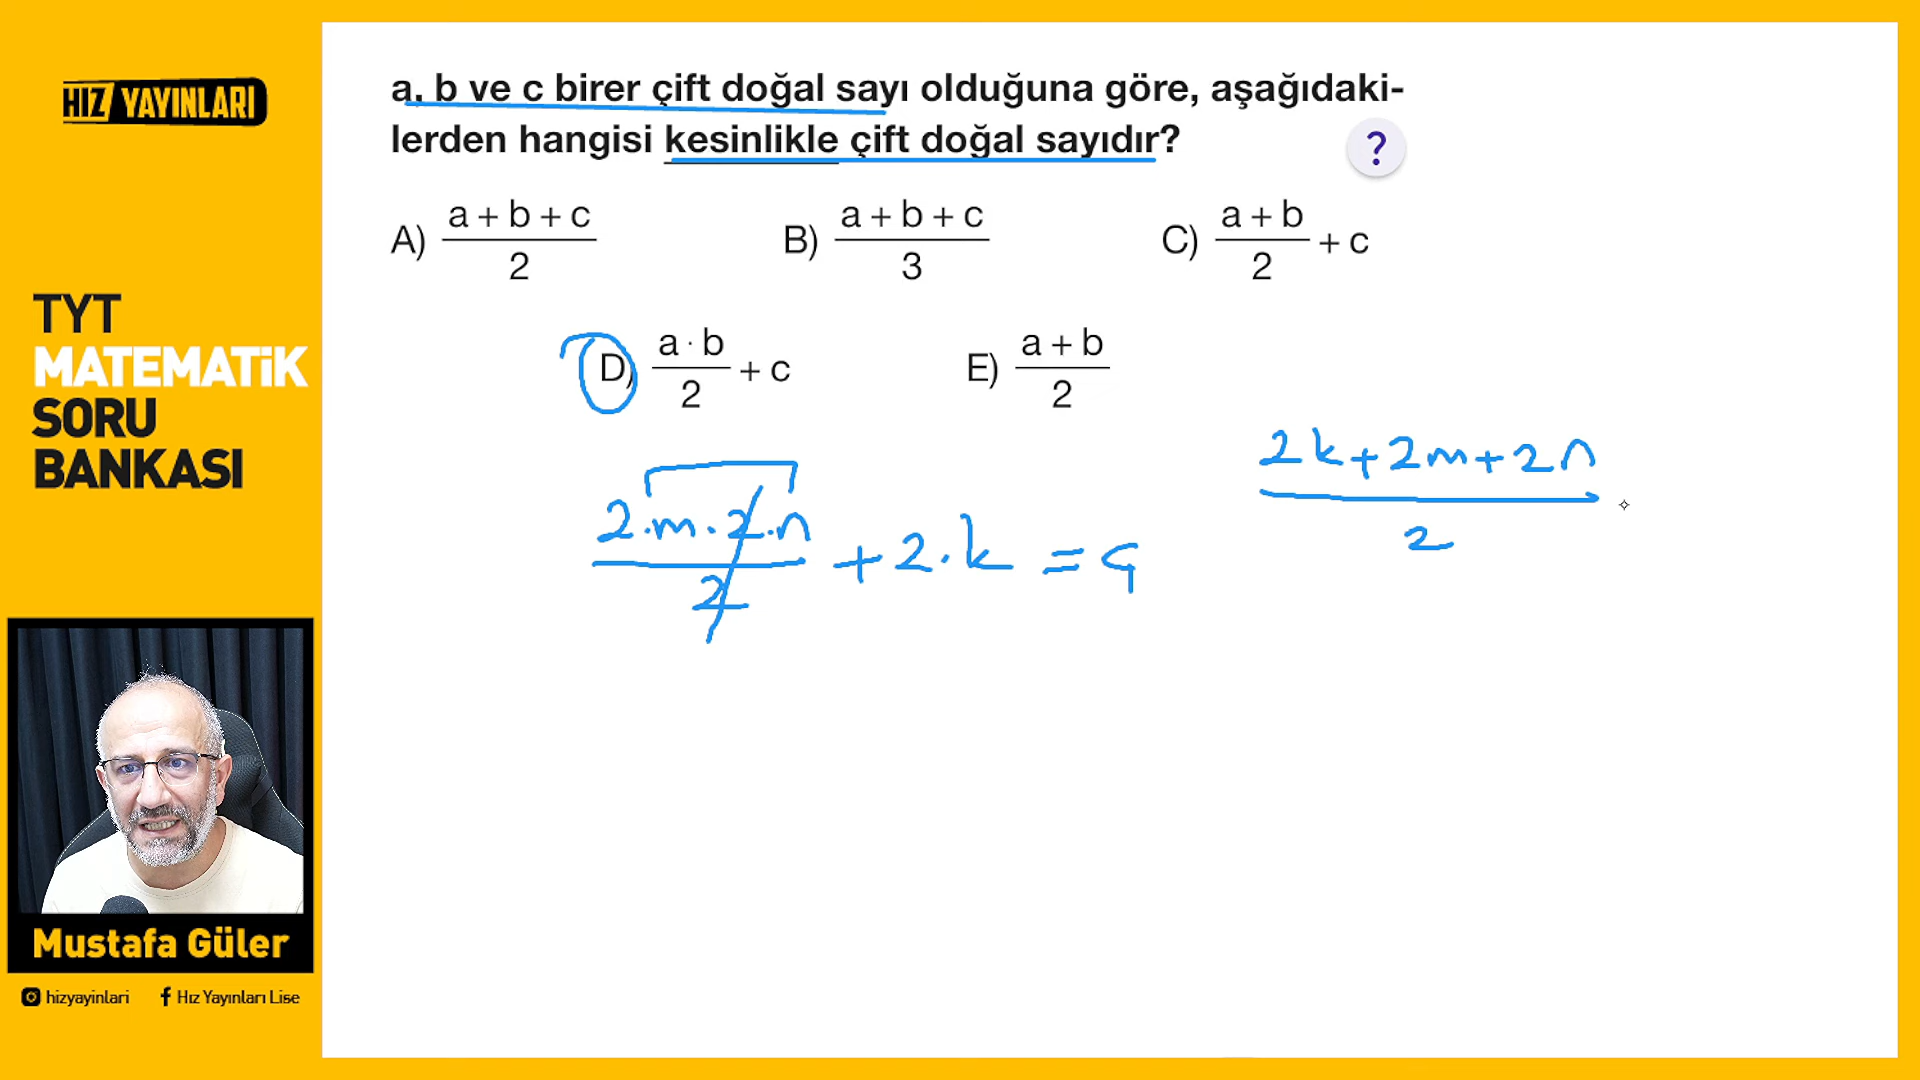 HIZ YAYINLARI
TYT
MATEMATİK
SORU
BANKASI
Mustafa Güler
hizyayinlari
Hız Yayınları Lise
a, b ve c birer çift doğal sayı olduğuna göre, aşağıdaki-
lerden hangisi kesinlikle çift doğal sayıdır?
?
A) (a + b + c)/2 B) (a + b + c)/3 C) (a + b)/2 + c
D) (a · b)/2 + c E) (a + b)/2
(2·m·2·n)/2 + 2·k = Ç
(2k+2m+2n)/2